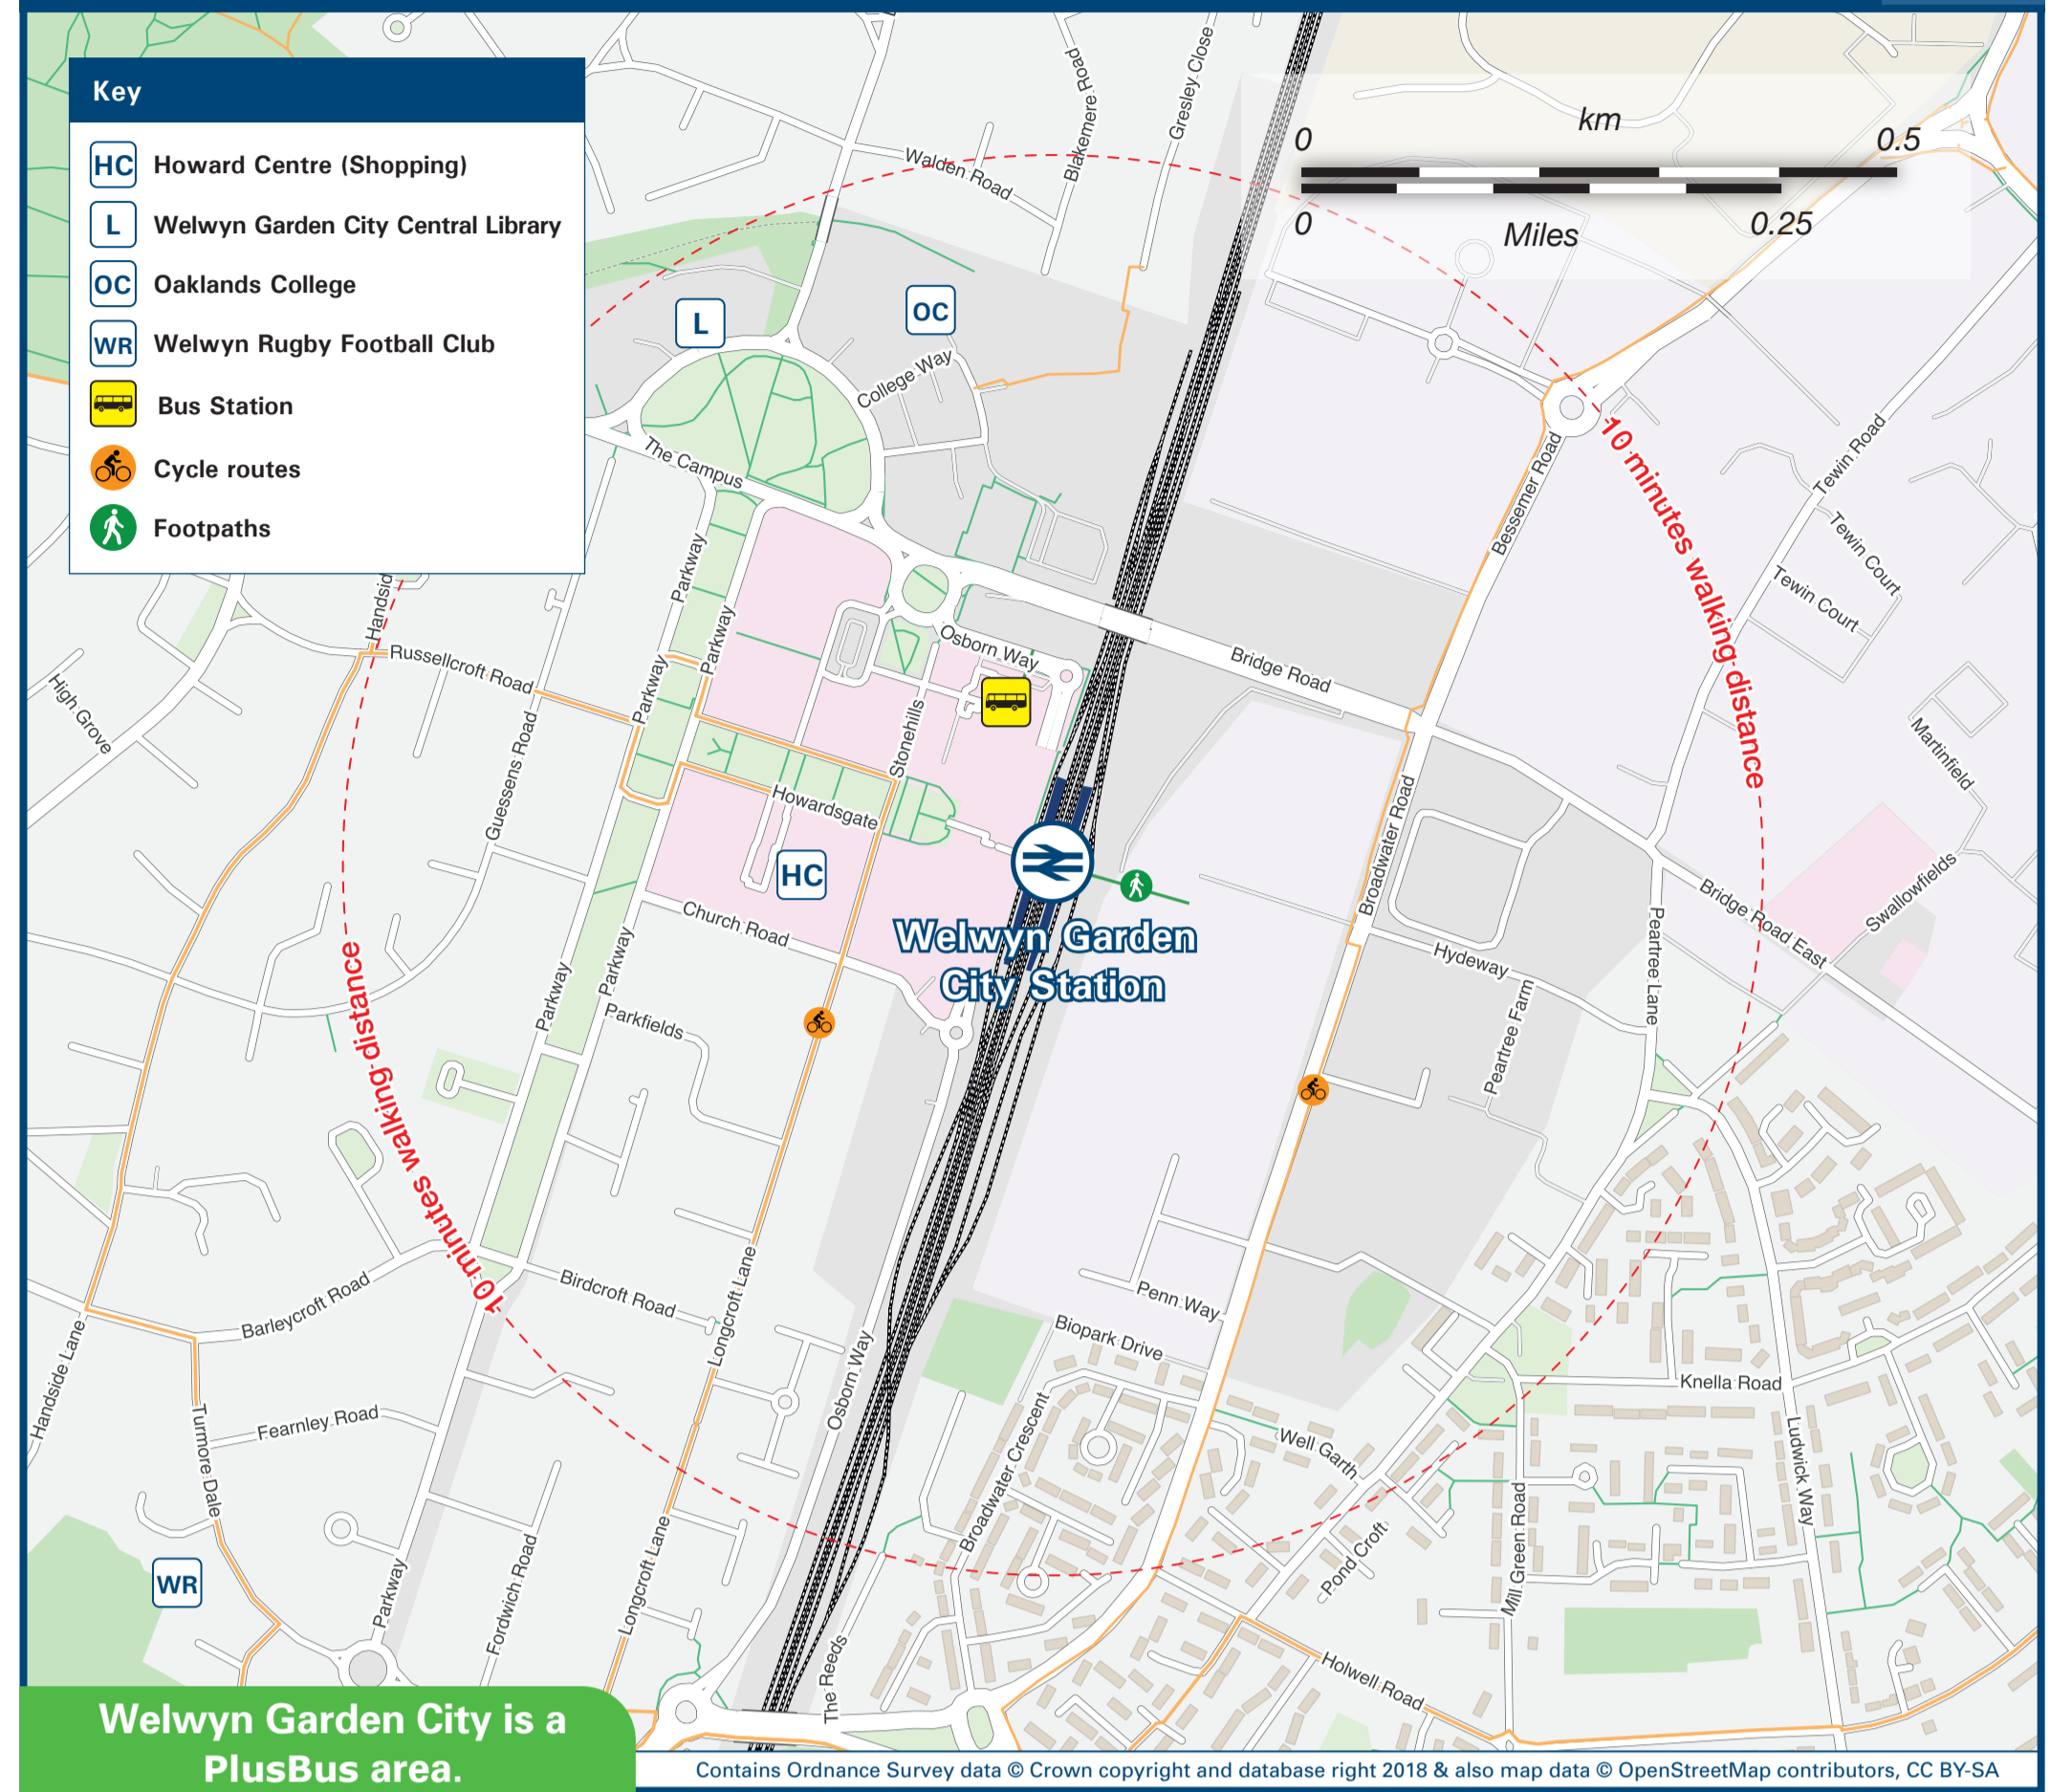 Key
HC Howard Centre (Shopping)
L Welwyn Garden City Central Library
OC Oaklands College
WR Welwyn Rugby Football Club
Bus Station
Cycle routes
Footpaths
km
0 0.5
0 0.25
Miles
Blakemere Road
Gresley Close
Walden Road
L
OC
College Way
The Campus
10 minutes walking distance
Bessemer Road
Tewin Road
Tewin Court
Tewin Court
Parkway
Parkway
Parkway
Handsid
Russellcroft Road
High Grove
Guessens Road
Osborn Way
Bridge Road
Stonehills
Howardsgate
HC
Martinfield
Broadwater Road
Swallowfields
Bridge Road East
Peartree Lane
Hydeway
Peartree Farm
Welwyn Garden
City Station
Church Road
Parkway
Parkway
Parkfields
10 minutes walking distance
Birdcroft Road
Barleycroft Road
Longcroft Lane
Penn Way
Biopark Drive
Handside Lane
Turmore Dale
Fearnley Road
Osborn Way
Broadwater Crescent
Well Garth
Knella Road
Ludwick Way
Mill Green Road
Pond Croft
WR
Parkway
Fordwich Road
Longcroft Lane
The Reeds
Holwell Road
Welwyn Garden City is a
PlusBus area.
Contains Ordnance Survey data © Crown copyright and database right 2018 & also map data © OpenStreetMap contributors, CC BY-SA